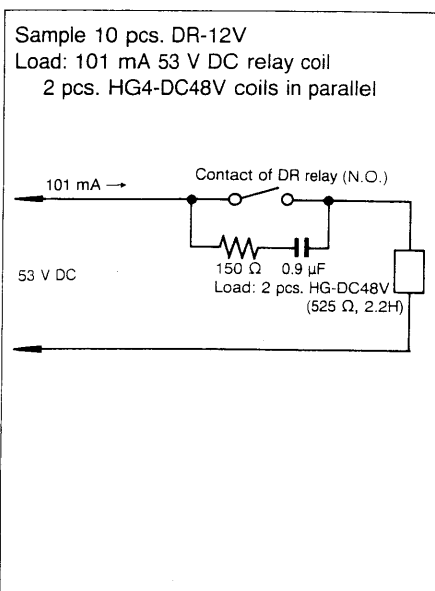 Sample 10 pcs. DR-12V
Load: 101 mA 53 V DC relay coil
2 pcs. HG4-DC48V coils in parallel
Contact of DR relay (N.O.)
101 mA →
150 Ω 0.9 µF
53 V DC
Load: 2 pcs. HG-DC48V
(525 Ω, 2.2H)